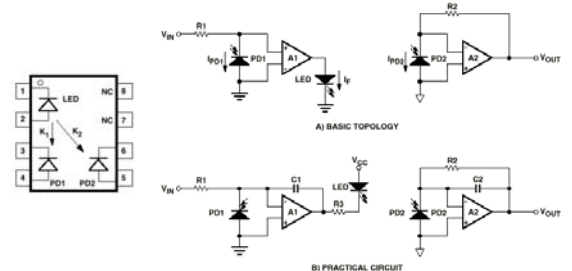 1
2
3
4
LED
K1
K2
PD1
PD2
NC
NC
8
7
6
5
VIN
R1
IPD1
PD1
-
+
A1
LED
IF
R2
IPD2
PD2
-
+
A2
VOUT
A) BASIC TOPOLOGY
VIN
R1
PD1
C1
-
+
A1
R3
VCC
LED
R2
PD2
PD2
C2
-
+
A2
VOUT
B) PRACTICAL CIRCUIT